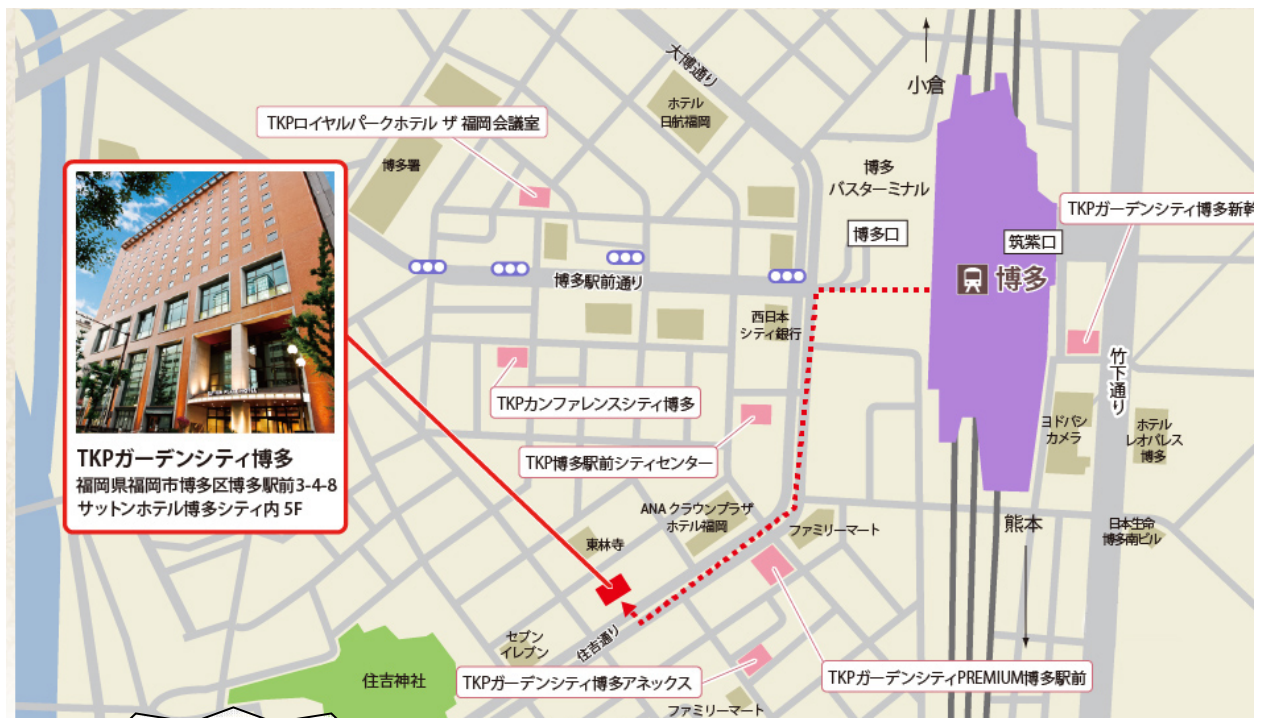 大博通り
小倉
ホテル
日航福岡
TKPロイヤルパークホテル ザ 福岡会議室
博多署
博多
バスターミナル
TKPガーデンシティ博多新幹
博多口
筑紫口
博多
博多駅前通り
西日本
シティ銀行
竹下通り
TKPカンファレンスシティ博多
ヨドバシ
カメラ
ホテル
レオパレス
博多
TKP博多駅前シティセンター
TKPガーデンシティ博多
福岡県福岡市博多区博多駅前3-4-8
サットンホテル博多シティ内 5F
ANA クラウンプラザ
ホテル福岡
ファミリーマート
熊本
日本生命
博多南ビル
東林寺
セブン
イレブン
住吉通り
住吉神社
TKPガーデンシティ博多アネックス
TKPガーデンシティPREMIUM博多駅前
ファミリーマート